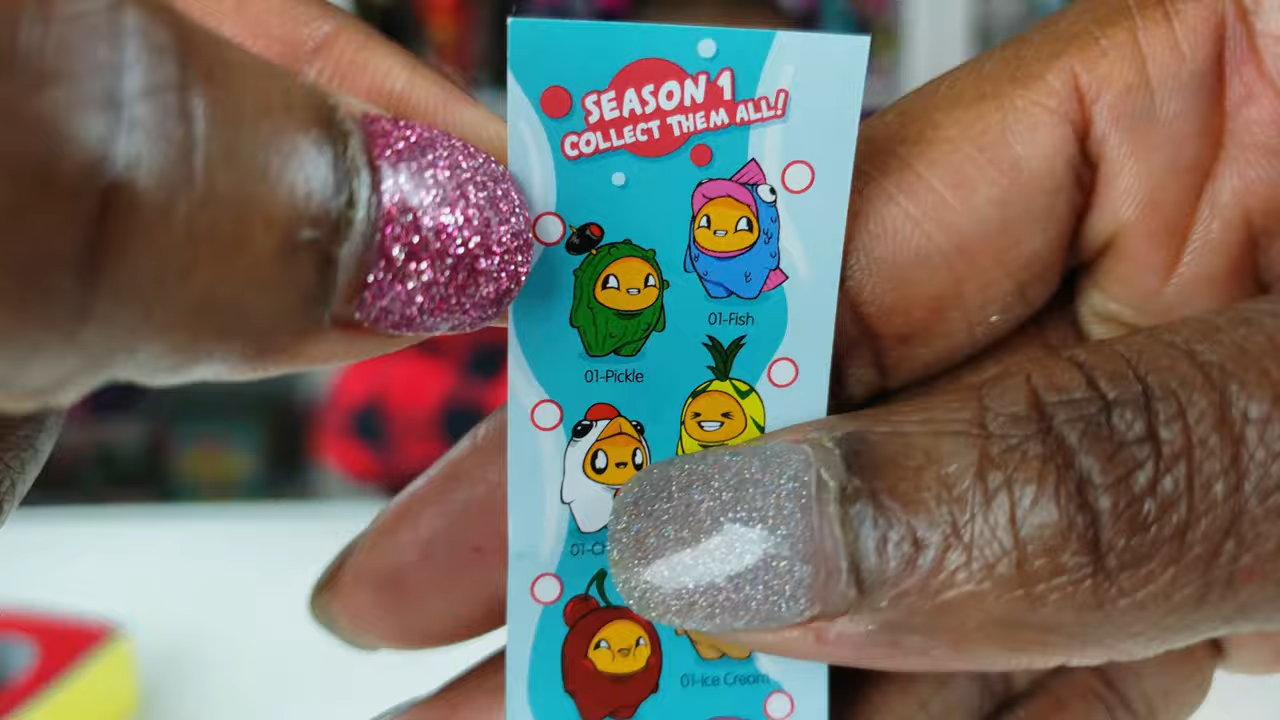 SEASON 1
COLLECT THEM ALL!
01-Fish
01-Pickle
01-Ice Cream